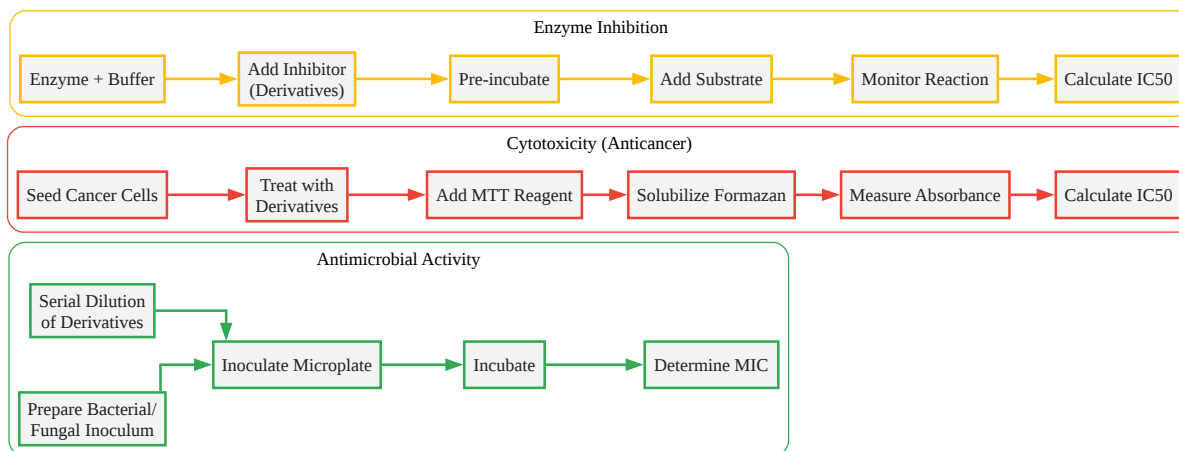 Enzyme Inhibition
Enzyme + Buffer
Add Inhibitor
(Derivatives)
Pre-incubate
Add Substrate
Monitor Reaction
Calculate IC50
Cytotoxicity (Anticancer)
Seed Cancer Cells
Treat with
Derivatives
Add MTT Reagent
Solubilize Formazan
Measure Absorbance
Calculate IC50
Antimicrobial Activity
Serial Dilution
of Derivatives
Prepare Bacterial/
Fungal Inoculum
Inoculate Microplate
Incubate
Determine MIC